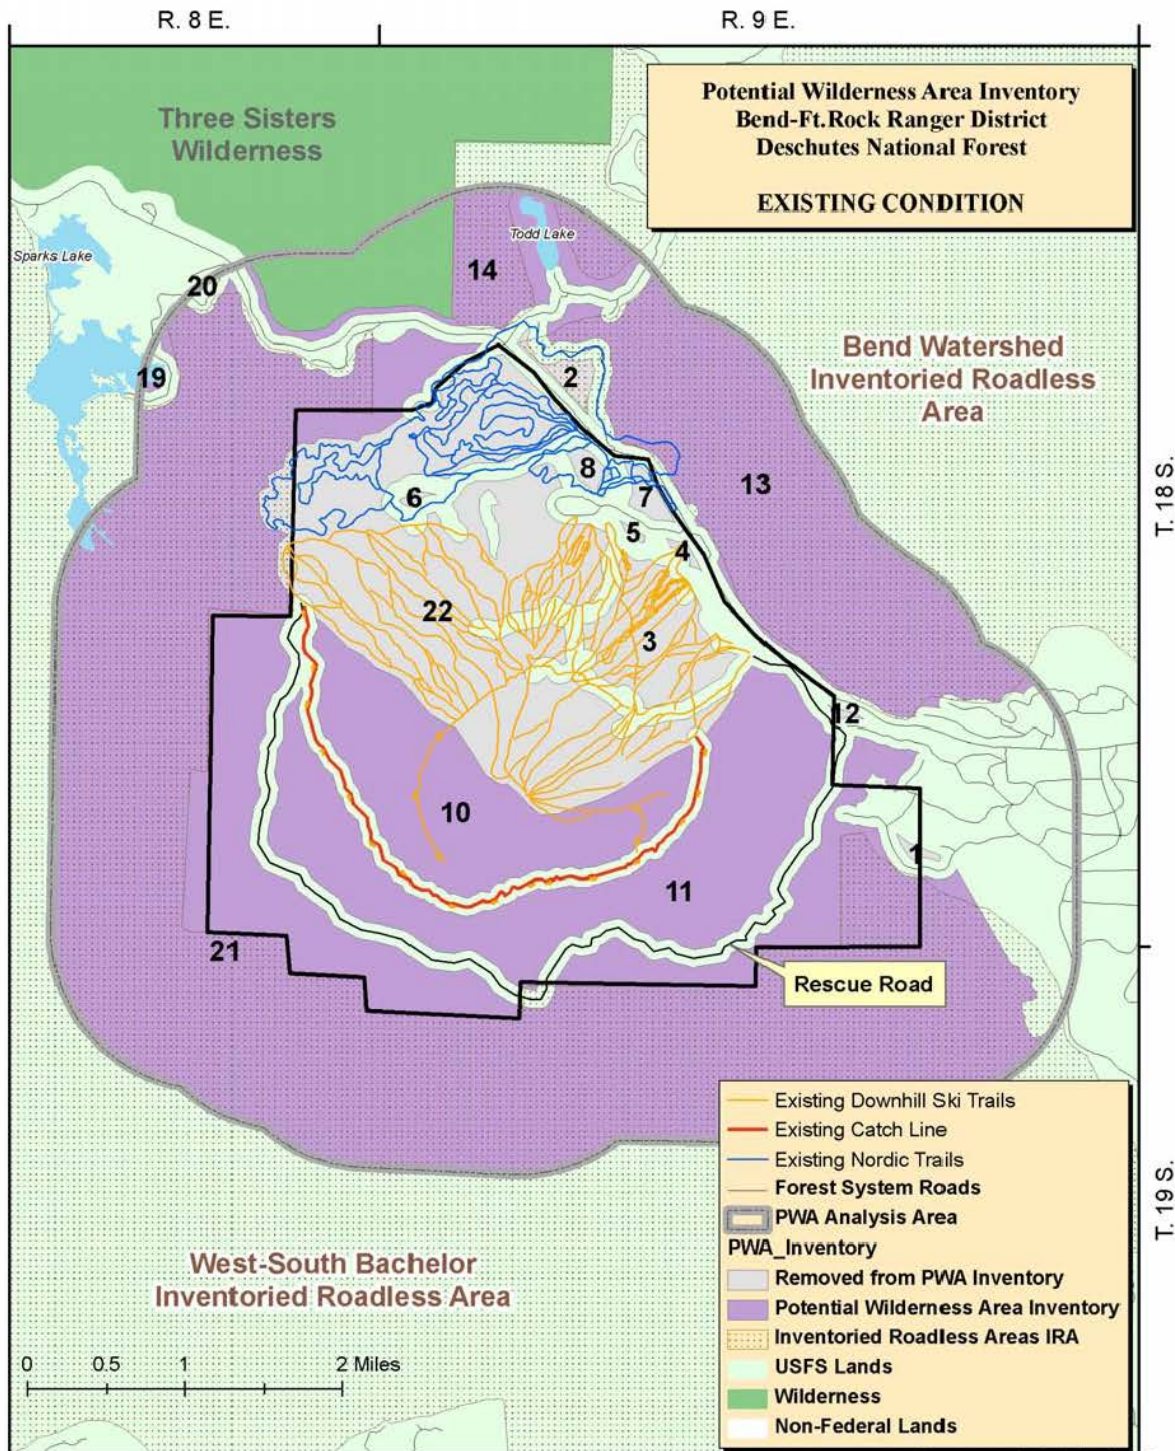 R. 8 E.
R. 9 E.
Three Sisters
Wilderness
Potential Wilderness Area Inventory
Bend-Ft.Rock Ranger District
Deschutes National Forest
EXISTING CONDITION
Sparks Lake
Todd Lake
14
20
19
2
Bend Watershed
Inventoried Roadless
Area
13
8
6
7
5
4
T. 18 S.
22
3
12
10
1
11
21
Rescue Road
Existing Downhill Ski Trails
Existing Catch Line
Existing Nordic Trails
Forest System Roads
PWA Analysis Area
PWA_Inventory
Removed from PWA Inventory
Potential Wilderness Area Inventory
Inventoried Roadless Areas IRA
USFS Lands
Wilderness
Non-Federal Lands
T. 19 S.
West-South Bachelor
Inventoried Roadless Area
0 0.5 1 2 Miles